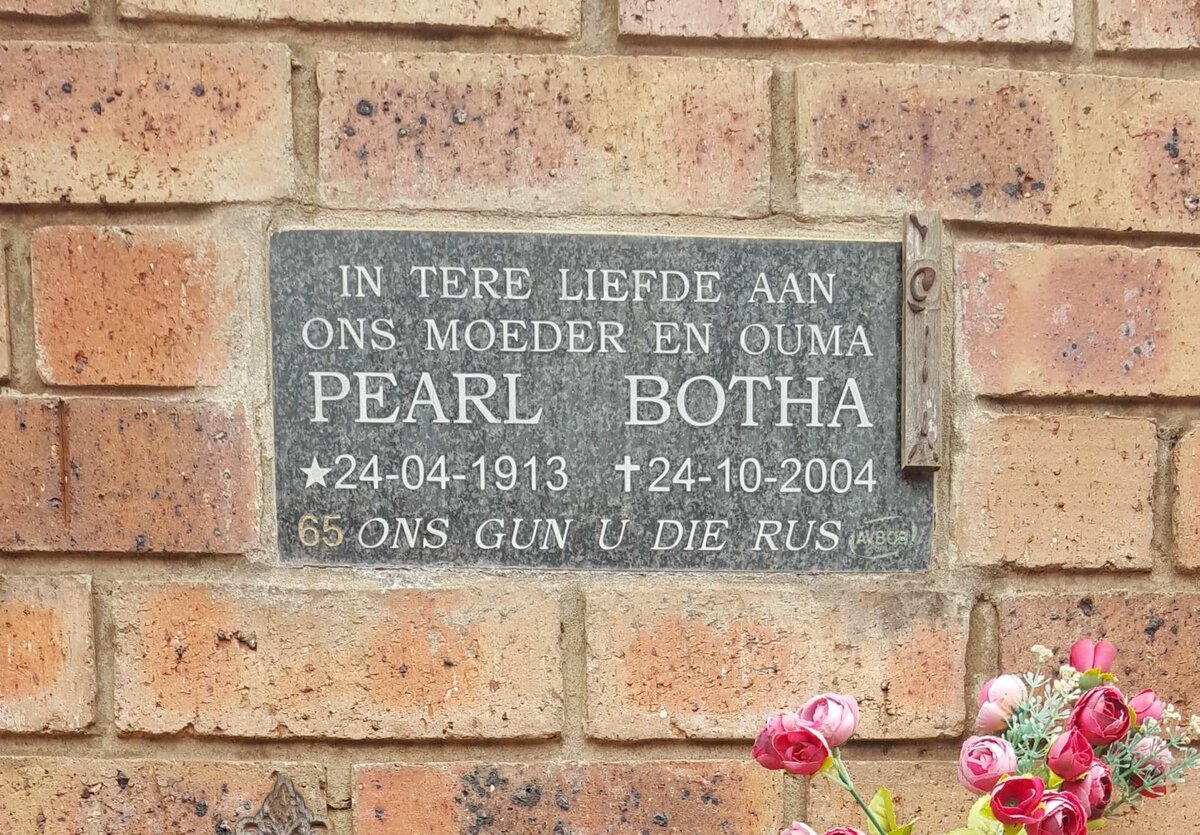 IN TERE LIEFDE AAN
ONS MOEDER EN OUMA
PEARL BOTHA
★24-04-1913 ✝24-10-2004
65 ONS GUN U DIE RUS AVBOB